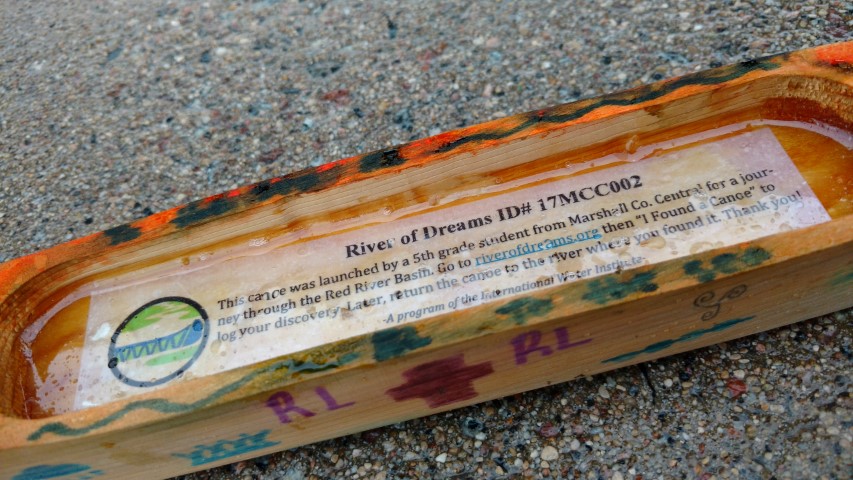 River of Dreams ID# 17MCC002
This canoe was launched by a 5th grade student from Marshall Co. Central for a jour-
ney through the Red River Basin. Go to riverofdreams.org then "I Found a Canoe" to
log your discovery. Later, return the canoe to the river where you found it. Thank you!
-A program of the International Water Institute-
RL RL